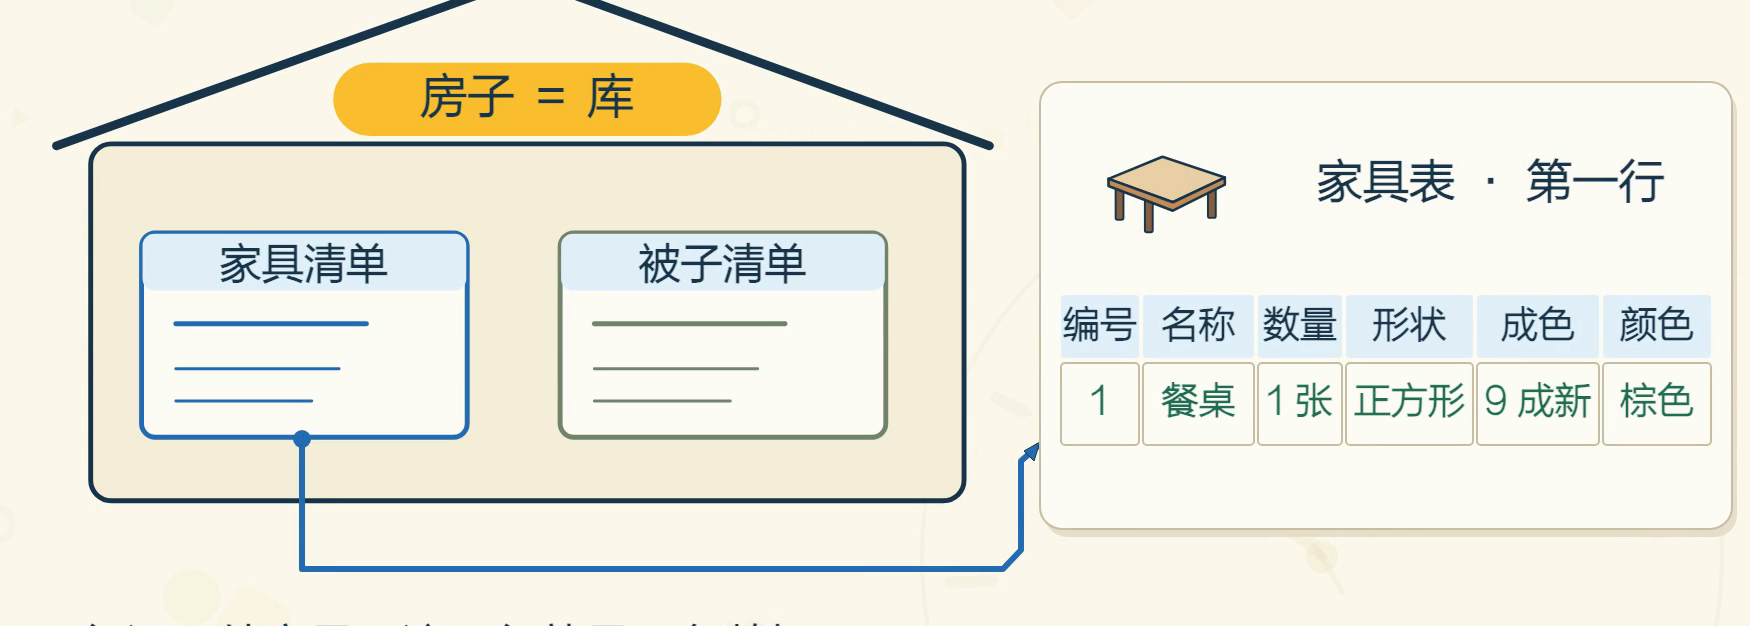 房子 = 库
家具清单
被子清单
家具表 · 第一行
编号 名称 数量 形状 成色 颜色
1 餐桌 1 张 正方形 9 成新 棕色